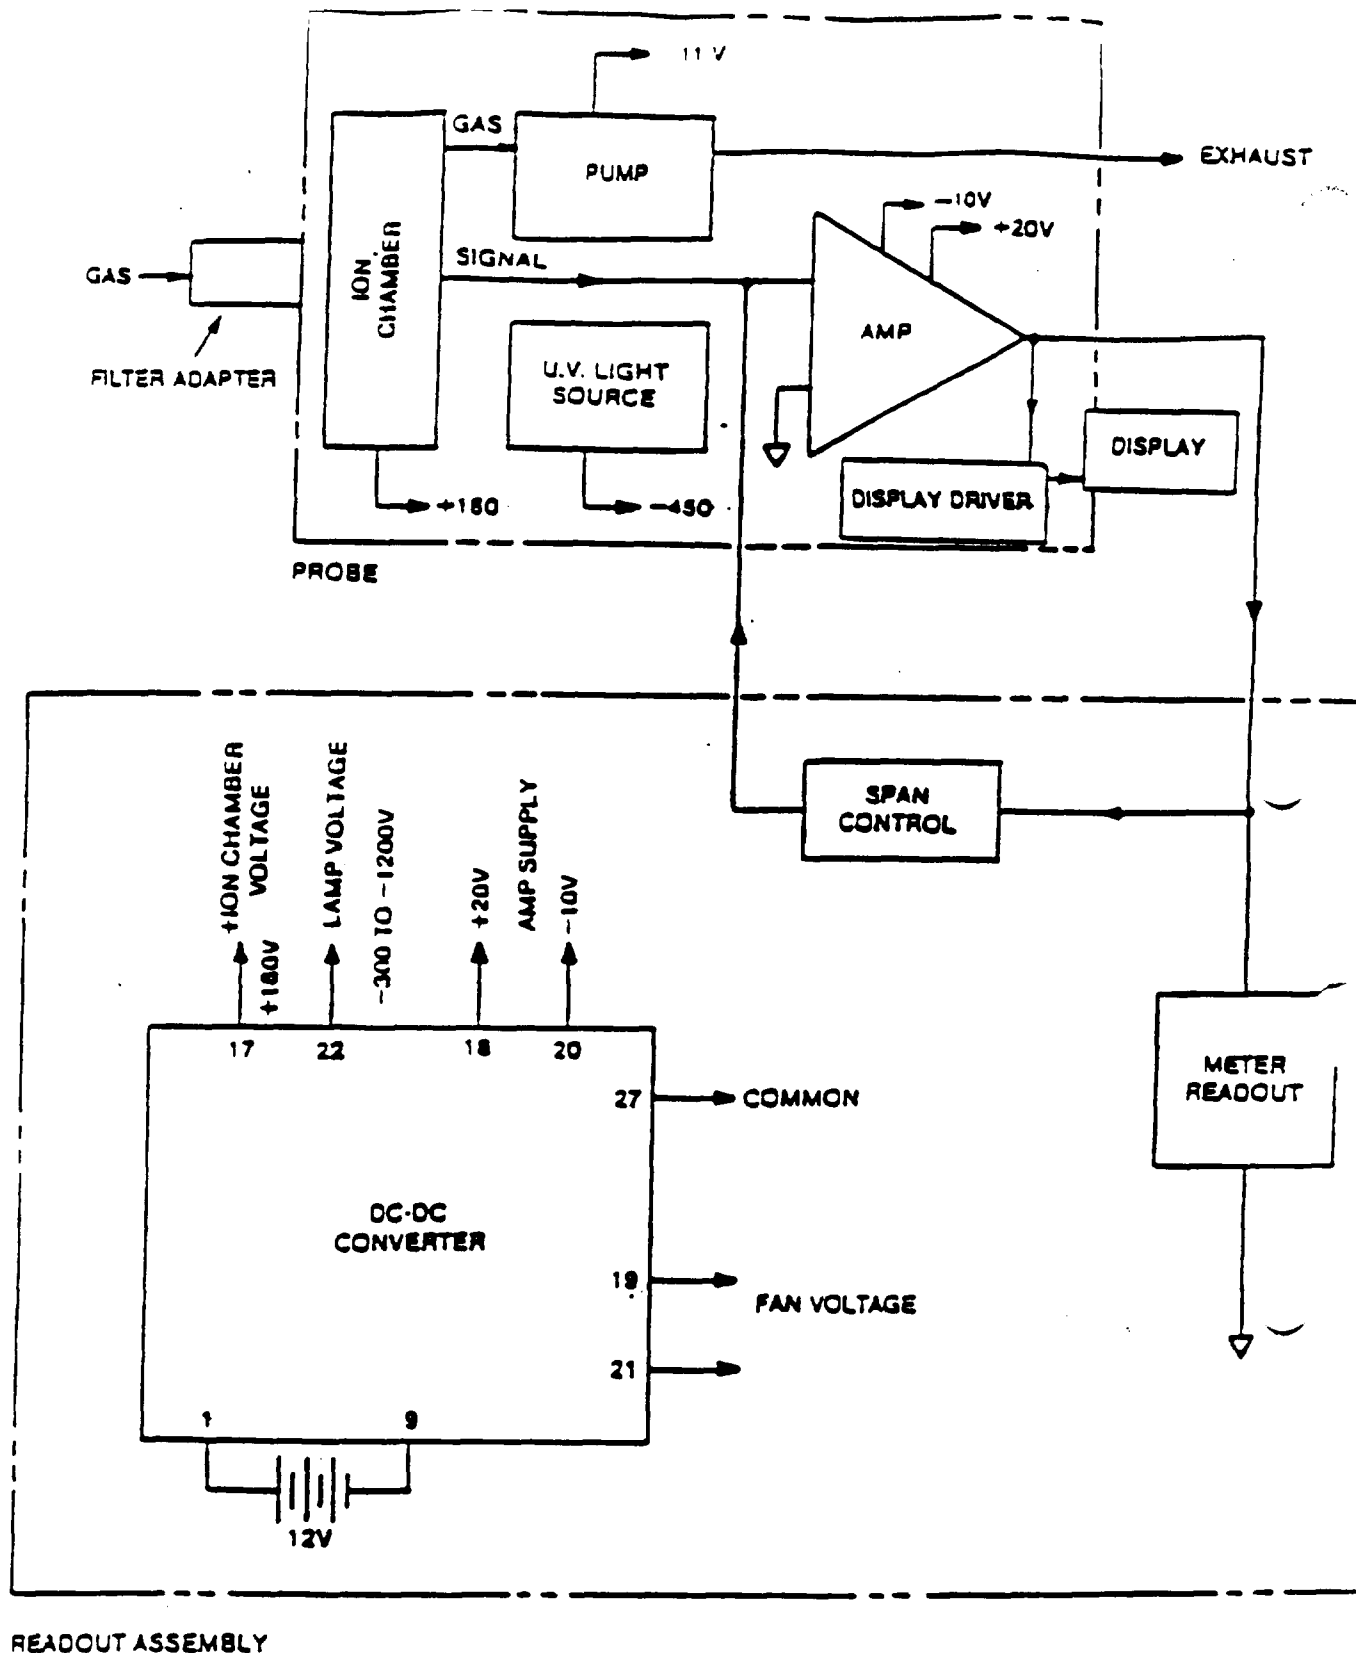 11 V
GAS
PUMP
EXHAUST
-10V
+20V
ION
CHAMBER
SIGNAL
GAS
AMP
FILTER ADAPTER
U.V. LIGHT
SOURCE
DISPLAY
DISPLAY DRIVER
+180
-450
PROBE
SPAN
CONTROL
+ION CHAMBER
VOLTAGE
+180V
LAMP VOLTAGE
-300 TO -1200V
+20V
AMP SUPPLY
-10V
17
22
18
20
27
COMMON
METER
READOUT
DC-DC
CONVERTER
19
FAN VOLTAGE
21
1
9
12V
READOUT ASSEMBLY